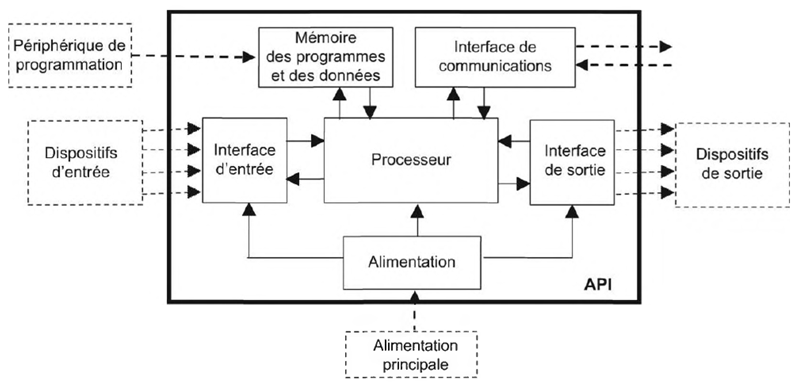 Périphérique de
programmation
Mémoire
des programmes
et des données
Interface de
communications
Dispositifs
d'entrée
Interface
d'entrée
Processeur
Interface
de sortie
Dispositifs
de sortie
Alimentation
API
Alimentation
principale